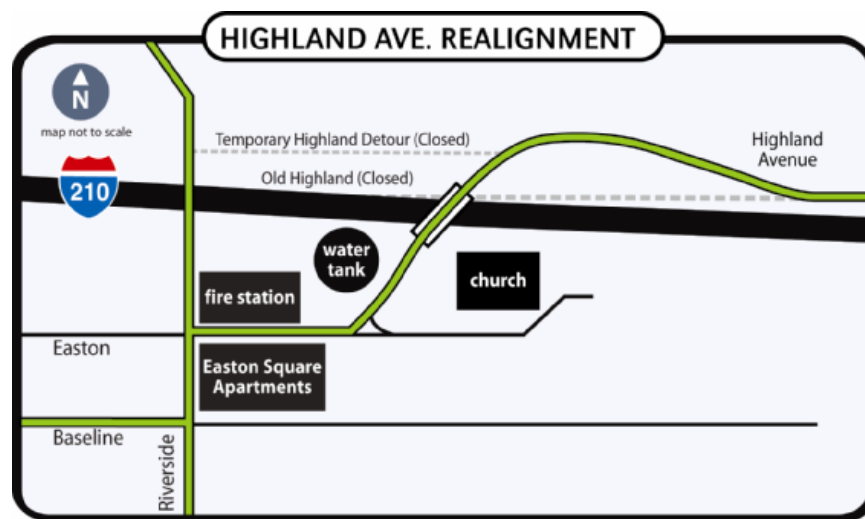 HIGHLAND AVE. REALIGNMENT
N
map not to scale
Temporary Highland Detour (Closed)
Highland
Avenue
Old Highland (Closed)
210
water
tank
church
fire station
Easton
Easton Square
Apartments
Baseline
Riverside